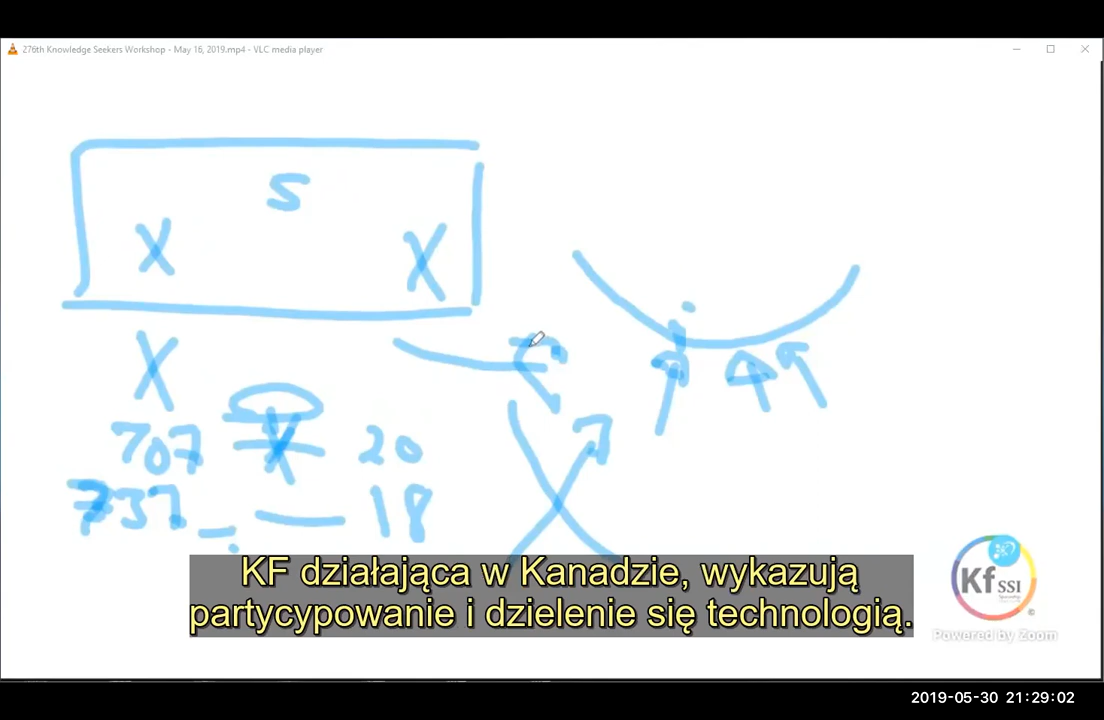 276th Knowledge Seekers Workshop - May 16, 2019.mp4 - VLC media player
S
X X
X
707 X 20
737 18
KF działająca w Kanadzie, wykazują
partycypowanie i dzielenie się technologią.
Kf SSI
Powered by Zoom
2019-05-30 21:29:02